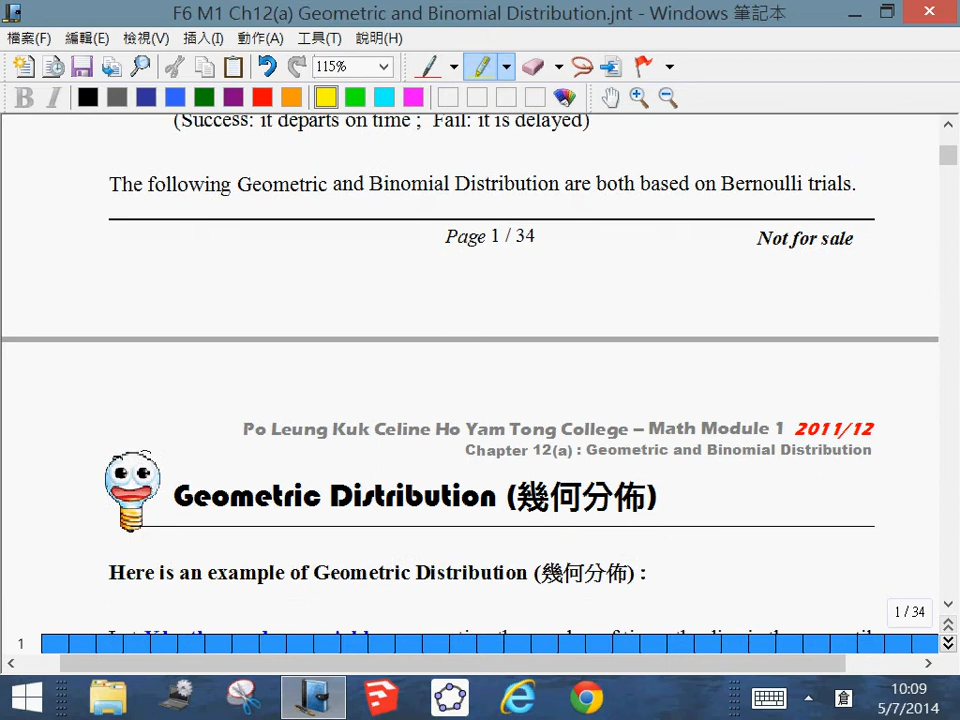 F6 M1 Ch12(a) Geometric and Binomial Distribution.jnt - Windows 筆記本
檔案(F) 編輯(E) 檢視(V) 插入(I) 動作(A) 工具(T) 說明(H)
115%
B I
(Success: it departs on time ; Fail: it is delayed)
The following Geometric and Binomial Distribution are both based on Bernoulli trials.
Page 1 / 34 Not for sale
Po Leung Kuk Celine Ho Yam Tong College – Math Module 1 2011/12
Chapter 12(a) : Geometric and Binomial Distribution
Geometric Distribution (幾何分佈)
Here is an example of Geometric Distribution (幾何分佈) :
1 / 34
1
倉
10:09
5/7/2014